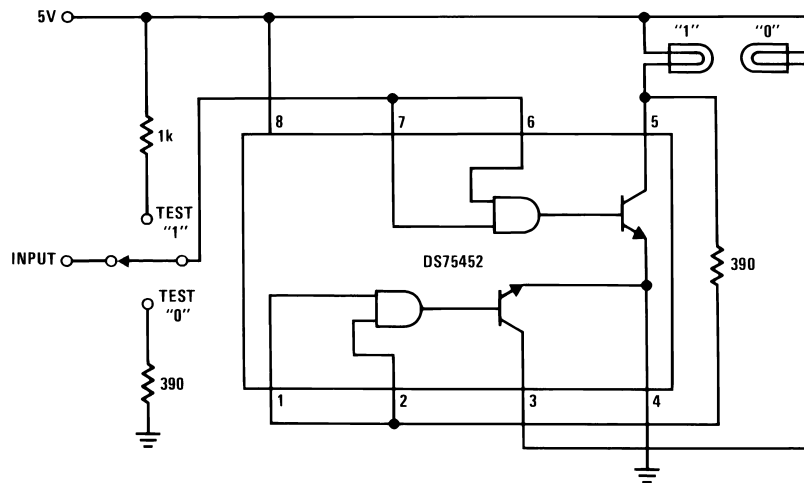 5V
"1" "0"
8 7 6 5
1k
TEST
"1"
INPUT
DS75452
390
TEST
"0"
390
1 2 3 4